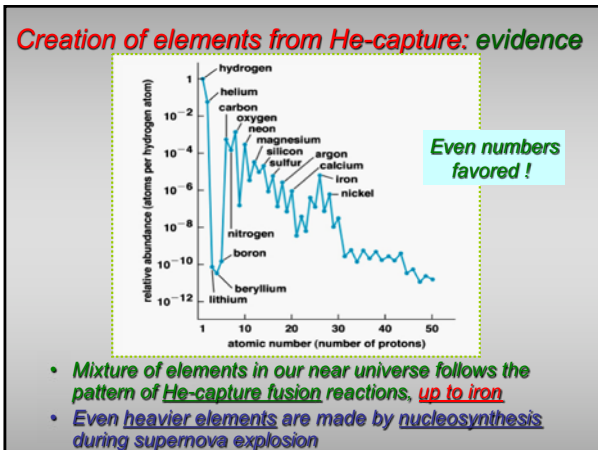 Creation of elements from He-capture: evidence
hydrogen
1
helium
carbon
10⁻²
oxygen
neon
magnesium
silicon
sulfur
argon
calcium
iron
nickel
10⁻⁴
10⁻⁶
10⁻⁸
nitrogen
boron
10⁻¹⁰
beryllium
10⁻¹²
lithium
relative abundance (atoms per hydrogen atom)
1 10 20 30 40 50
atomic number (number of protons)
Even numbers
favored !
• Mixture of elements in our near universe follows the
pattern of He-capture fusion reactions, up to iron
• Even heavier elements are made by nucleosynthesis
during supernova explosion